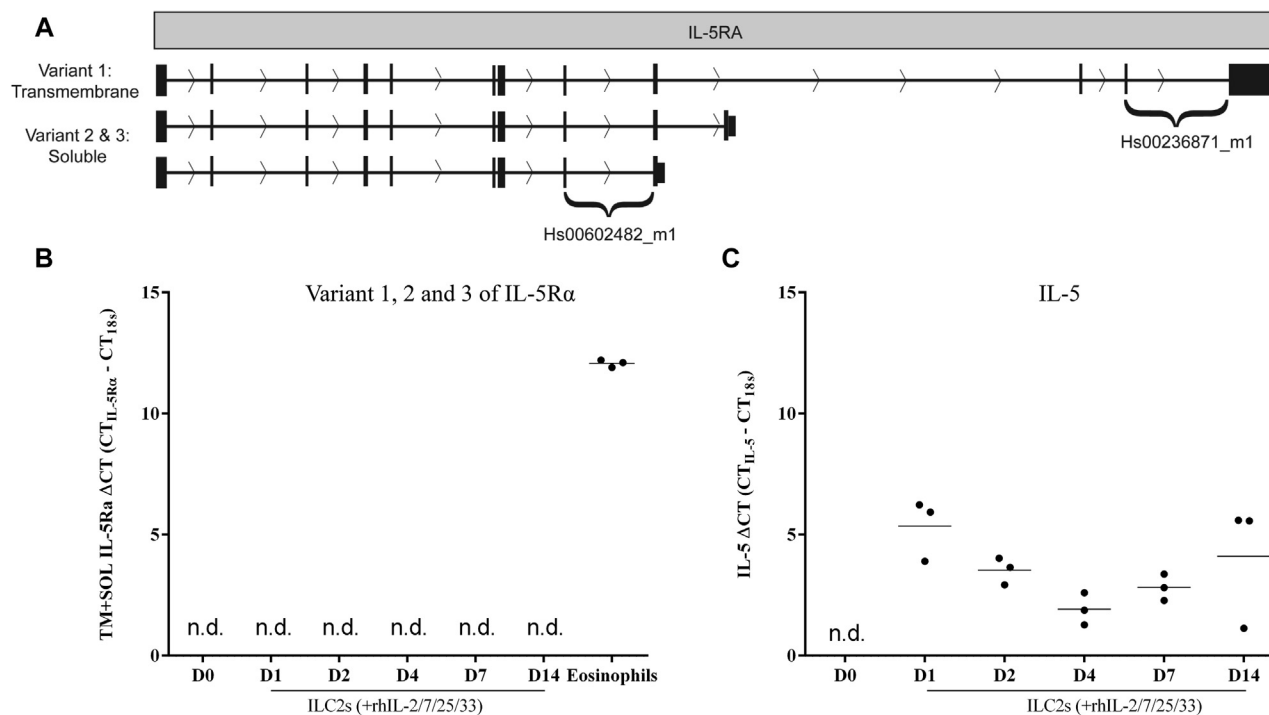 A
IL-5RA
Variant 1:
Transmembrane
Variant 2 & 3:
Soluble
Hs00236871_m1
Hs00602482_m1
B
Variant 1, 2 and 3 of IL-5Rα
TM+SOL IL-5Ra ΔCT (CT_IL-5Rα - CT_18s)
15
10
5
0
n.d. n.d. n.d. n.d. n.d. n.d.
D0 D1 D2 D4 D7 D14 Eosinophils
ILC2s (+rhIL-2/7/25/33)
C
IL-5
IL-5 ΔCT (CT_IL-5 - CT_18s)
15
10
5
0
n.d.
D0 D1 D2 D4 D7 D14
ILC2s (+rhIL-2/7/25/33)